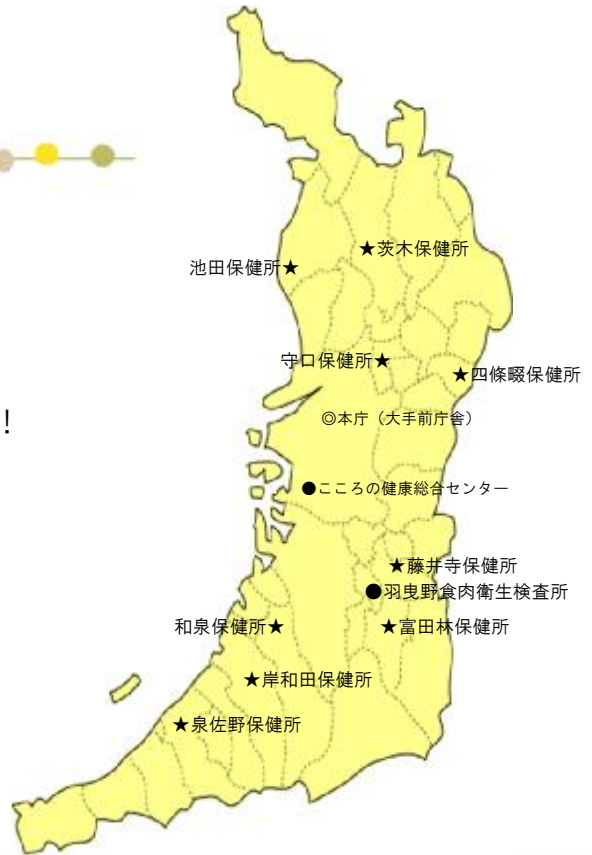 ★茨木保健所
池田保健所★
守口保健所★
★四條畷保健所
!
◎本庁（大手前庁舎）
●こころの健康総合センター
★藤井寺保健所
●羽曳野食肉衛生検査所
和泉保健所★
★富田林保健所
★岸和田保健所
★泉佐野保健所